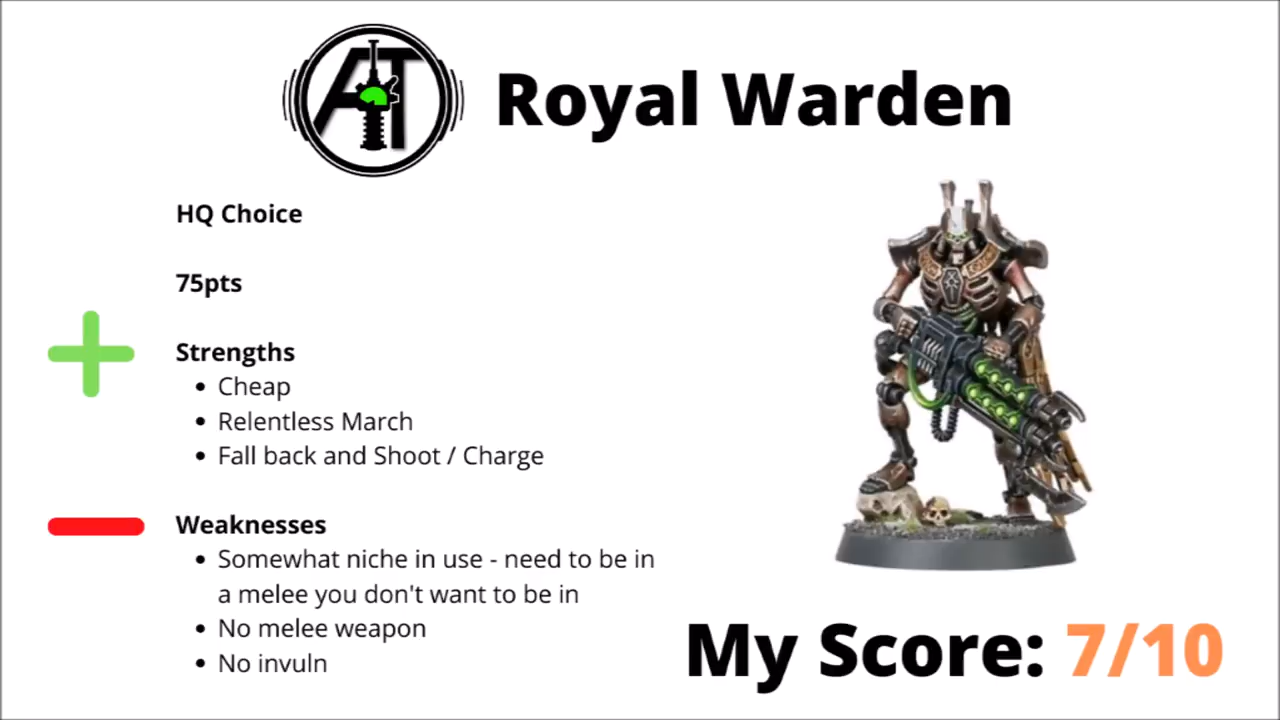 AT
Royal Warden
HQ Choice
75pts
Strengths
• Cheap
• Relentless March
• Fall back and Shoot / Charge
Weaknesses
• Somewhat niche in use - need to be in
a melee you don't want to be in
• No melee weapon
• No invuln
My Score: 7/10